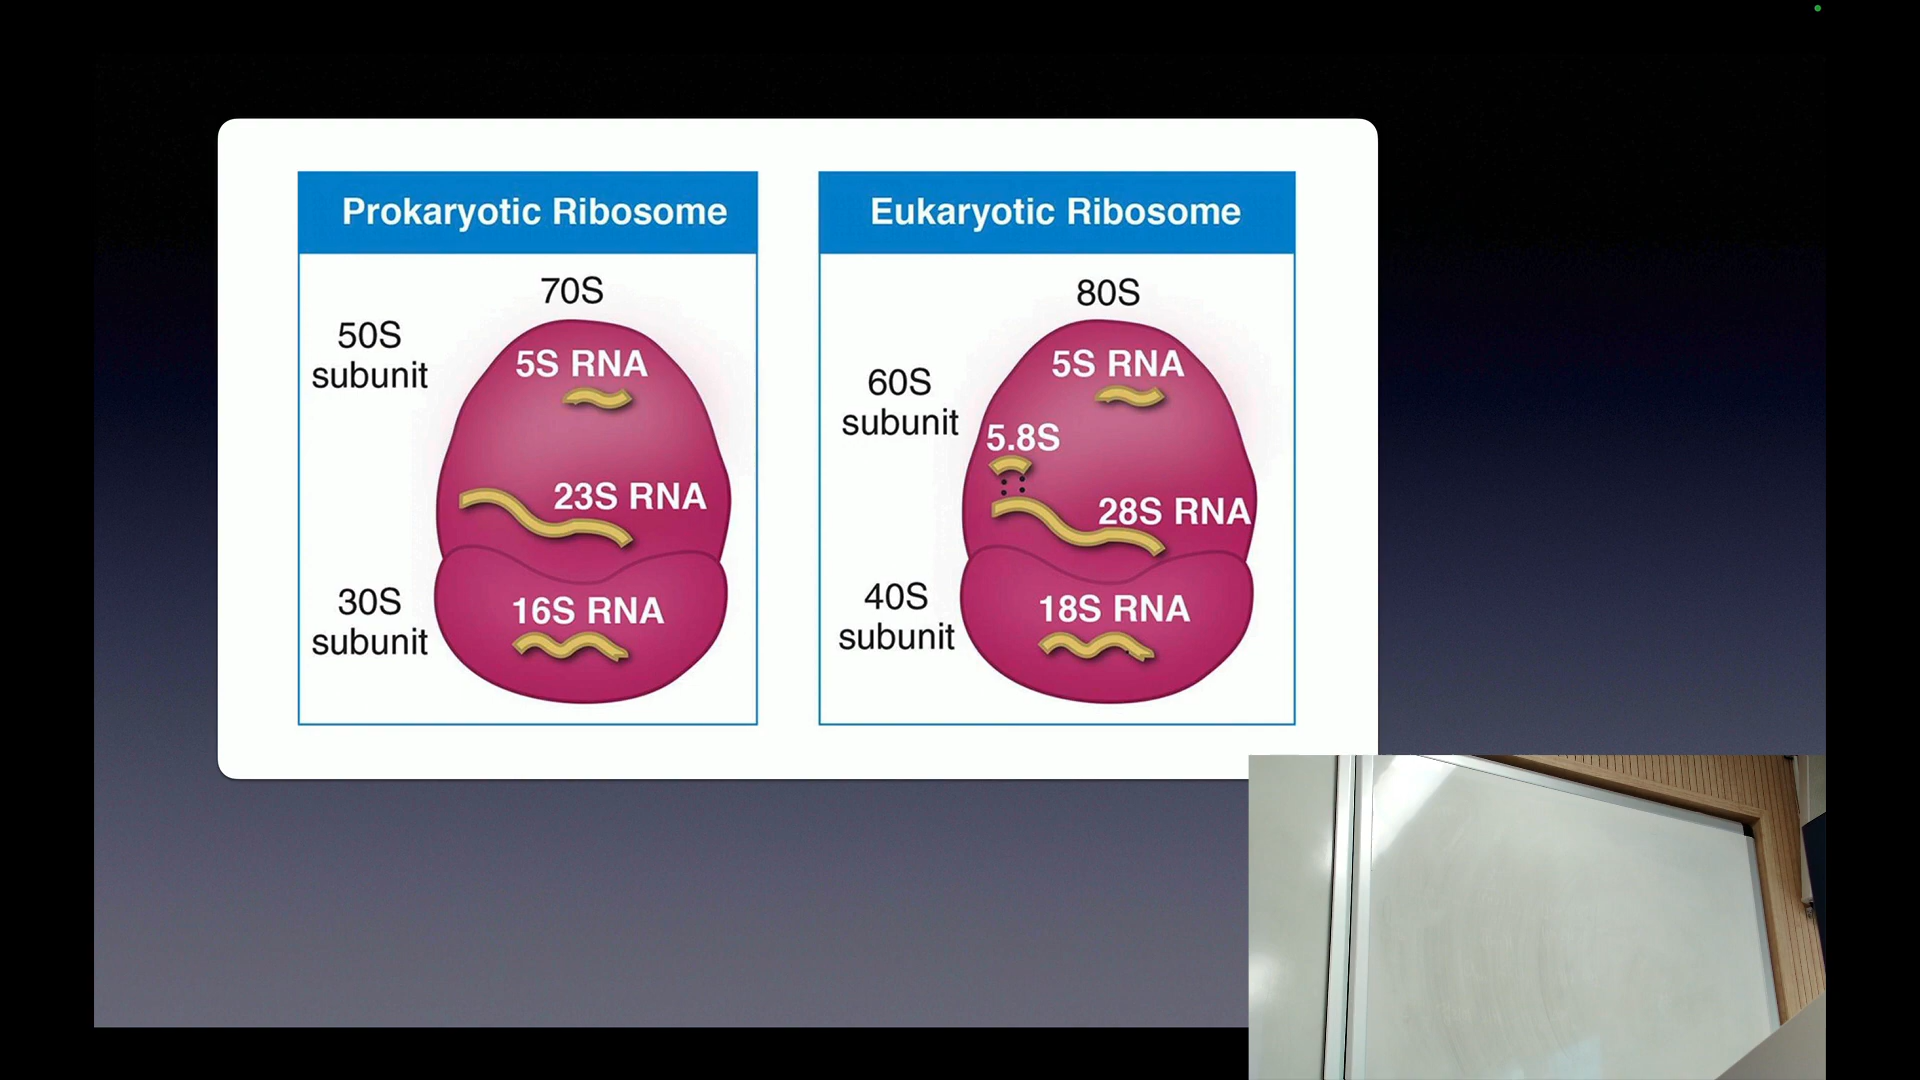 Prokaryotic Ribosome
70S
50S
subunit
5S RNA
23S RNA
30S
subunit
16S RNA
Eukaryotic Ribosome
80S
60S
subunit
5S RNA
5.8S
28S RNA
40S
subunit
18S RNA